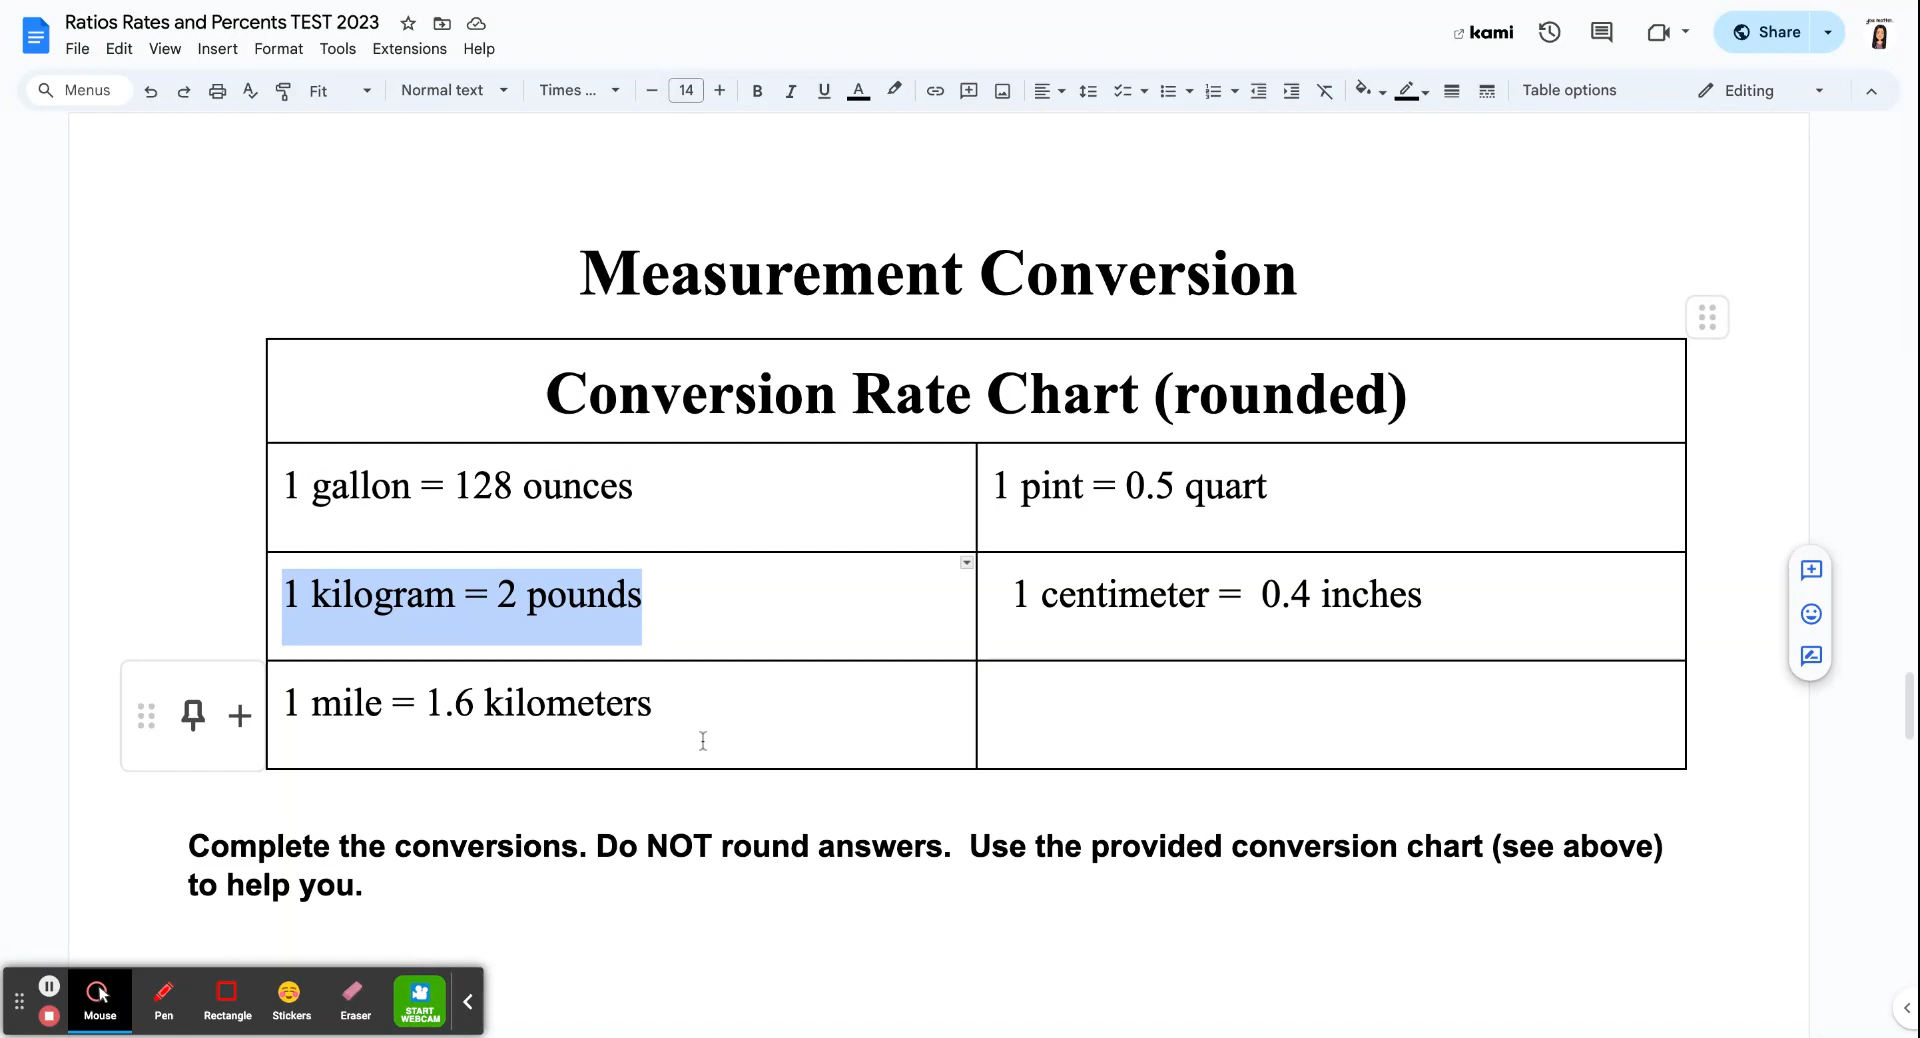 Ratios Rates and Percents TEST 2023
File Edit View Insert Format Tools Extensions Help
kami
Share
Menus
Fit
Normal text
Times ...
14
Table options
Editing
Measurement Conversion
Conversion Rate Chart (rounded)
1 gallon = 128 ounces
1 pint = 0.5 quart
1 kilogram = 2 pounds
1 centimeter =  0.4 inches
1 mile = 1.6 kilometers
Complete the conversions. Do NOT round answers.  Use the provided conversion chart (see above)
to help you.
Mouse
Pen
Rectangle
Stickers
Eraser
START
WEBCAM